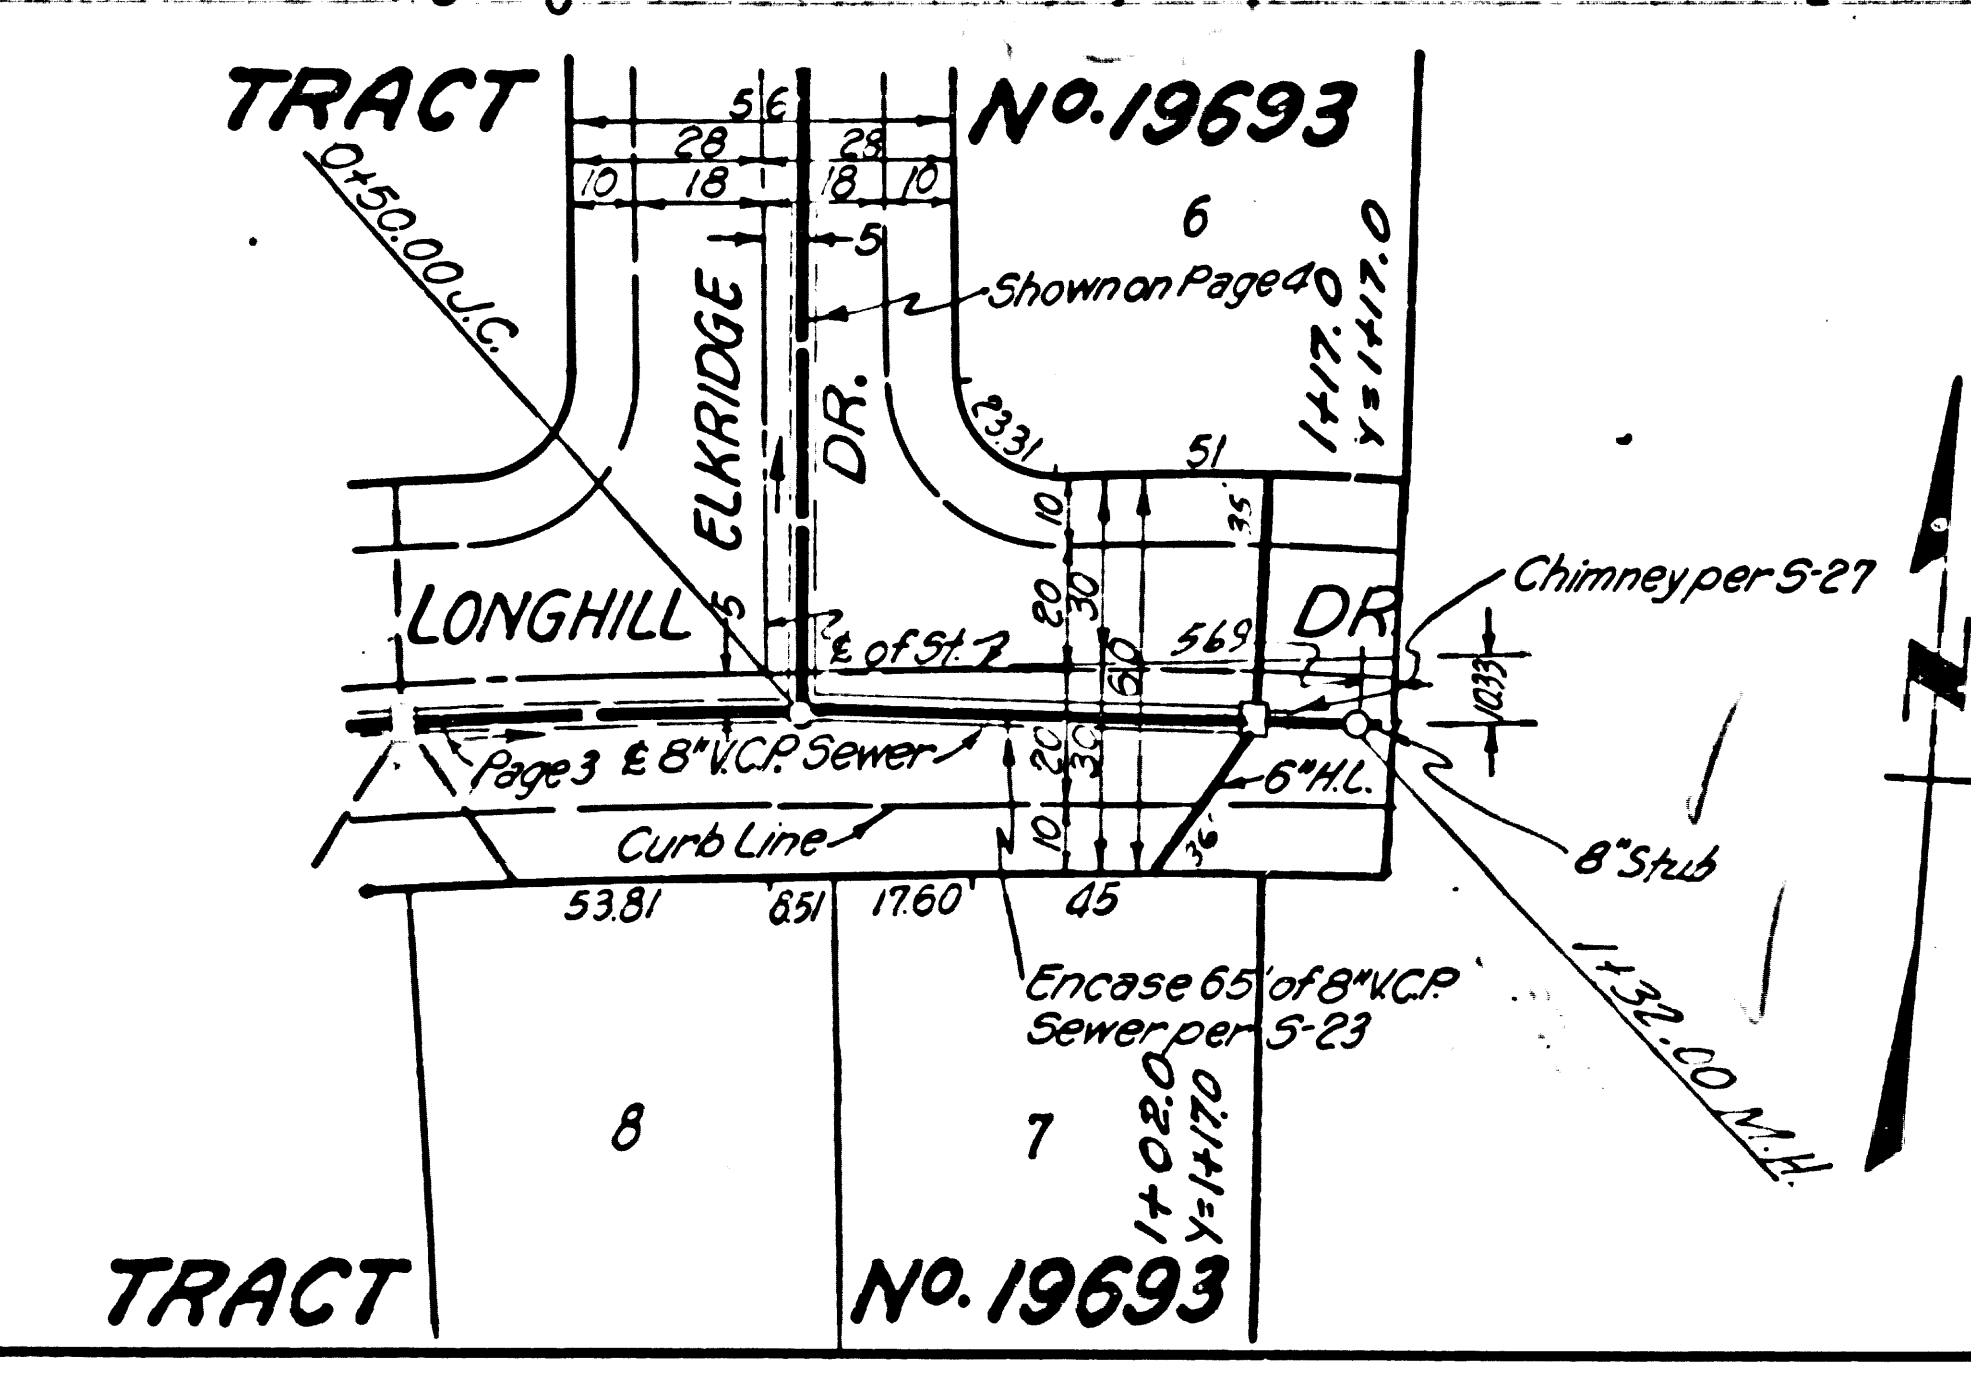 TRACT
No. 19693
56
28
28
10
18
18
10
5
6
0+50.00 J.C.
Shown on Page 4
1+17.0
Y=1+17.0
ELKRIDGE
DR.
23.31
51
35'
10
20
30
60
Chimney per S-27
LONGHILL
DR.
5
℄ of St.
5.69
10.33
Page 3
℄ 8" V.C.P. Sewer
20
30
6" H.L.
Curb Line
10
36'
8" Stub
53.81
8.51
17.60
45
Encase 65' of 8" V.C.P.
Sewer per S-23
1+32.00 M.H.
1+02.0
Y=1+17.0
8
7
N
TRACT
No. 19693